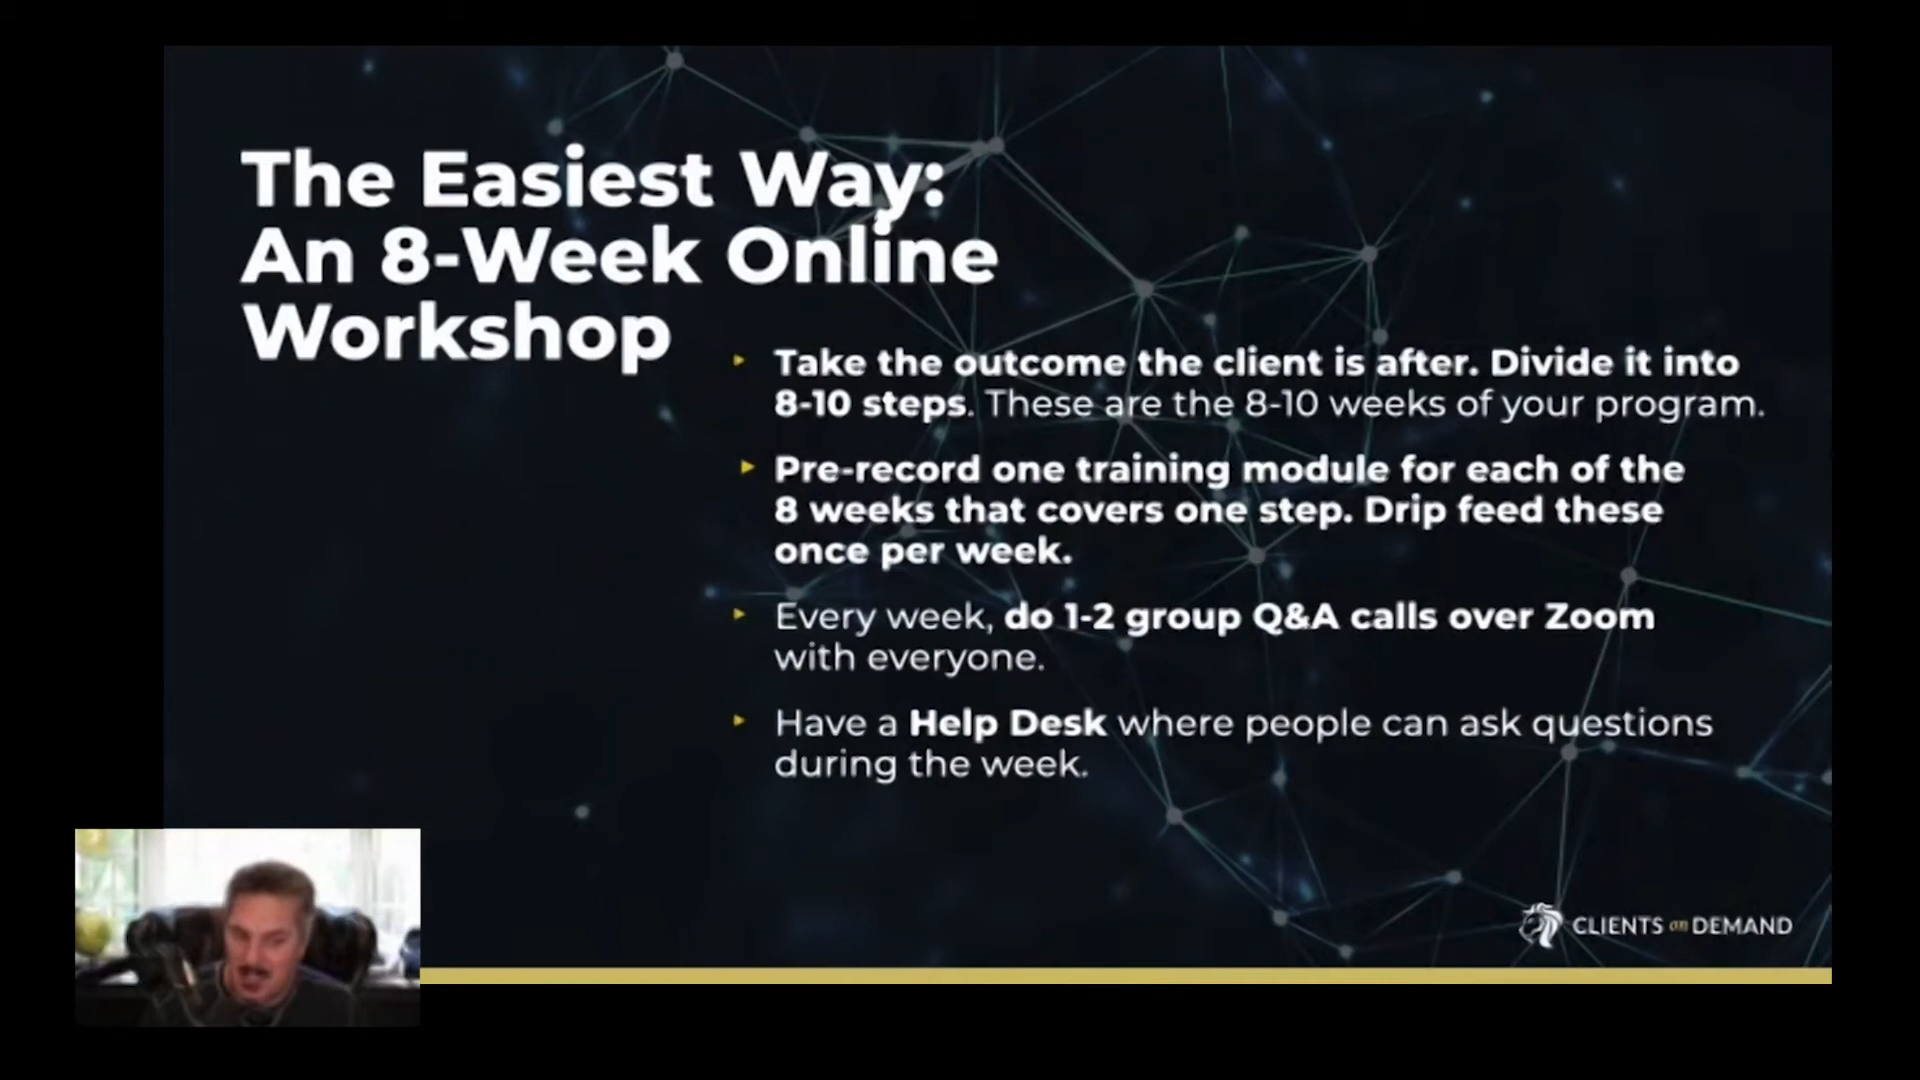 The Easiest Way:
An 8-Week Online
Workshop
Take the outcome the client is after. Divide it into
8-10 steps. These are the 8-10 weeks of your program.
Pre-record one training module for each of the
8 weeks that covers one step. Drip feed these
once per week.
Every week, do 1-2 group Q&A calls over Zoom
with everyone.
Have a Help Desk where people can ask questions
during the week.
CLIENTS on DEMAND